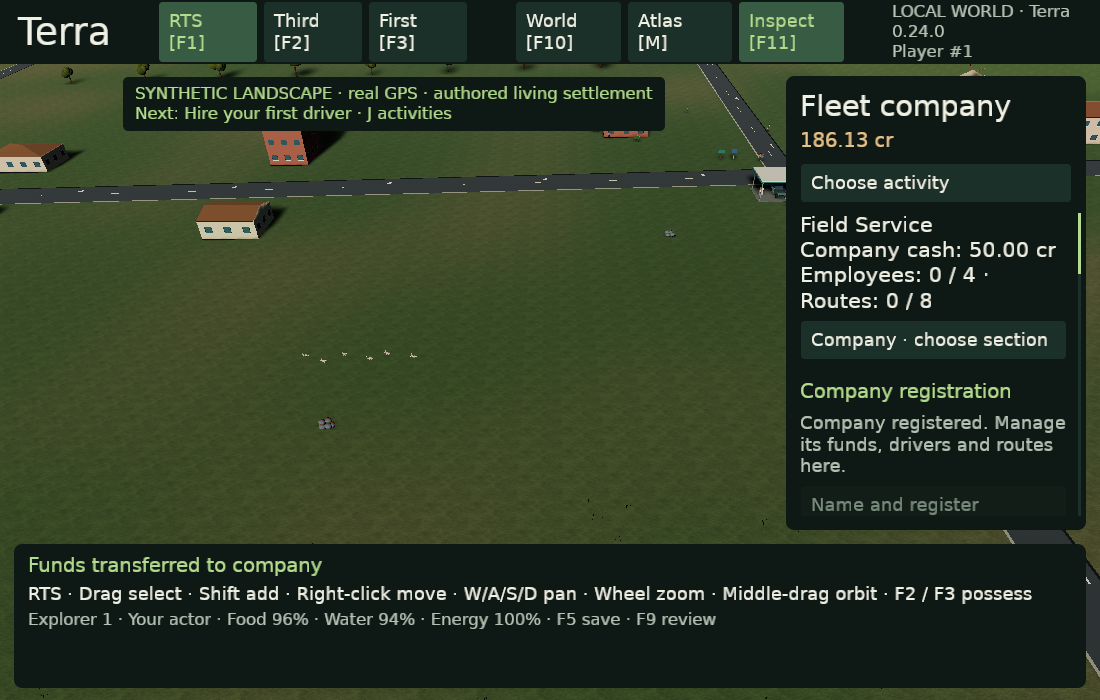 Terra
RTS
[F1]
Third
[F2]
First
[F3]
World
[F10]
Atlas
[M]
Inspect
[F11]
LOCAL WORLD · Terra
0.24.0
Player #1
SYNTHETIC LANDSCAPE · real GPS · authored living settlement
Next: Hire your first driver · J activities
Fleet company
186.13 cr
Choose activity
Field Service
Company cash: 50.00 cr
Employees: 0 / 4 ·
Routes: 0 / 8
Company · choose section
Company registration
Company registered. Manage
its funds, drivers and routes
here.
Name and register
Funds transferred to company
RTS · Drag select · Shift add · Right-click move · W/A/S/D pan · Wheel zoom · Middle-drag orbit · F2 / F3 possess
Explorer 1 · Your actor · Food 96% · Water 94% · Energy 100% · F5 save · F9 review